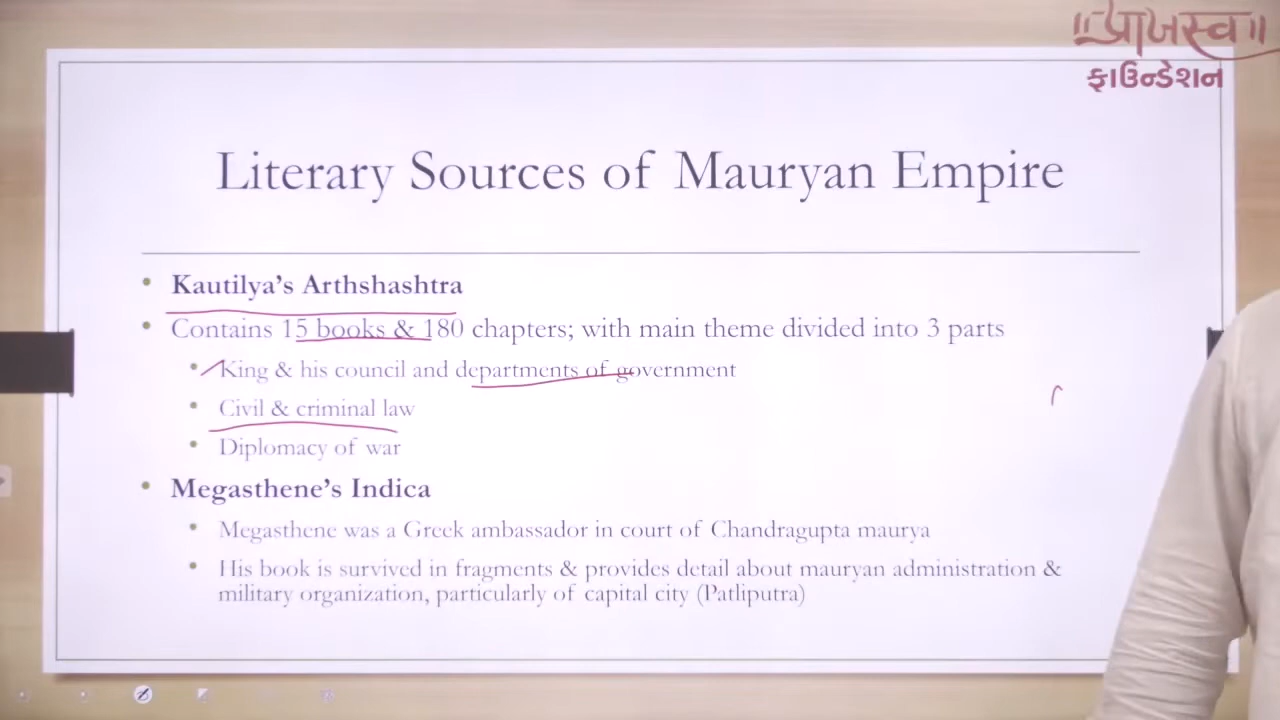 ॥प्राजस्व॥
ફાઉન્ડેશન
Literary Sources of Mauryan Empire
• Kautilya’s Arthshashtra
• Contains 15 books & 180 chapters; with main theme divided into 3 parts
• King & his council and departments of government
• Civil & criminal law
• Diplomacy of war
• Megasthene’s Indica
• Megasthene was a Greek ambassador in court of Chandragupta maurya
• His book is survived in fragments & provides detail about mauryan administration &
military organization, particularly of capital city (Patliputra)